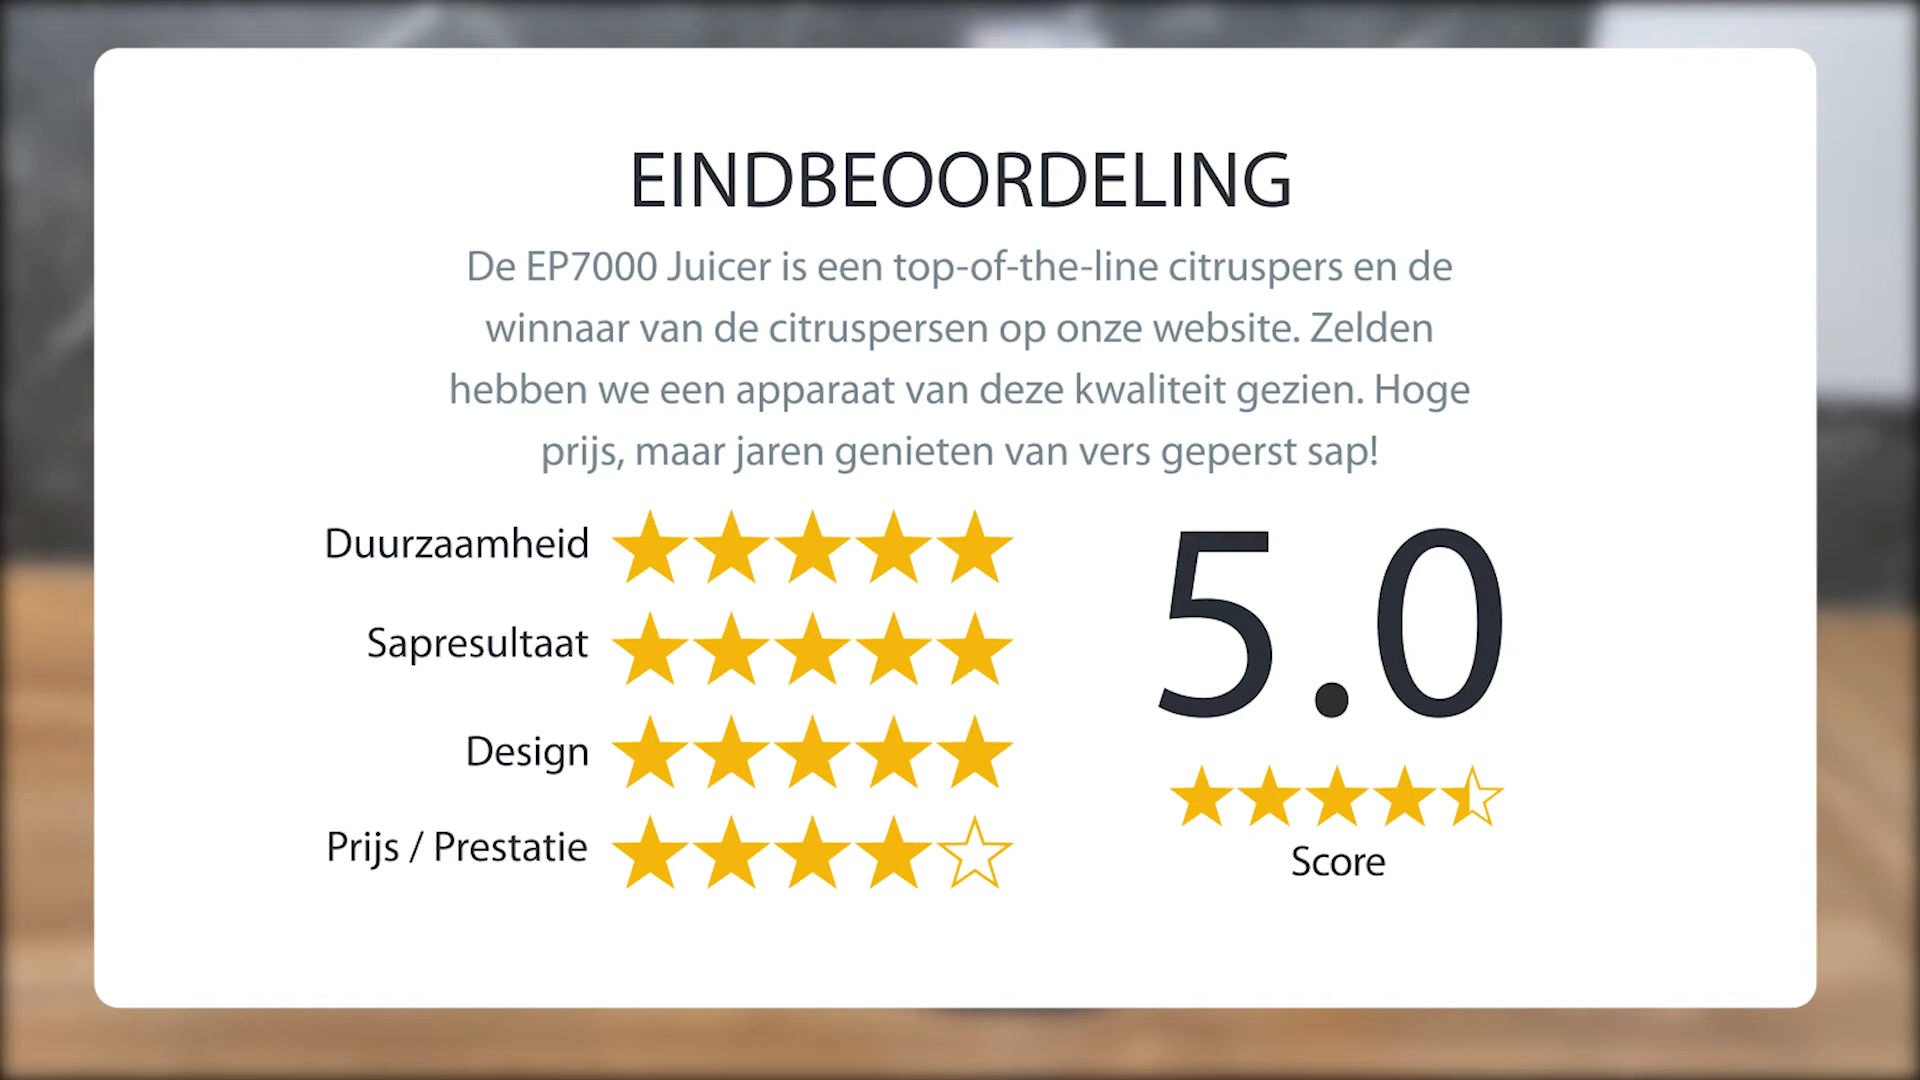 EINDBEOORDELING
De EP7000 Juicer is een top-of-the-line citruspers en de
winnaar van de citruspersen op onze website. Zelden
hebben we een apparaat van deze kwaliteit gezien. Hoge
prijs, maar jaren genieten van vers geperst sap!
Duurzaamheid
Sapresultaat
Design
Prijs / Prestatie
5.0
Score